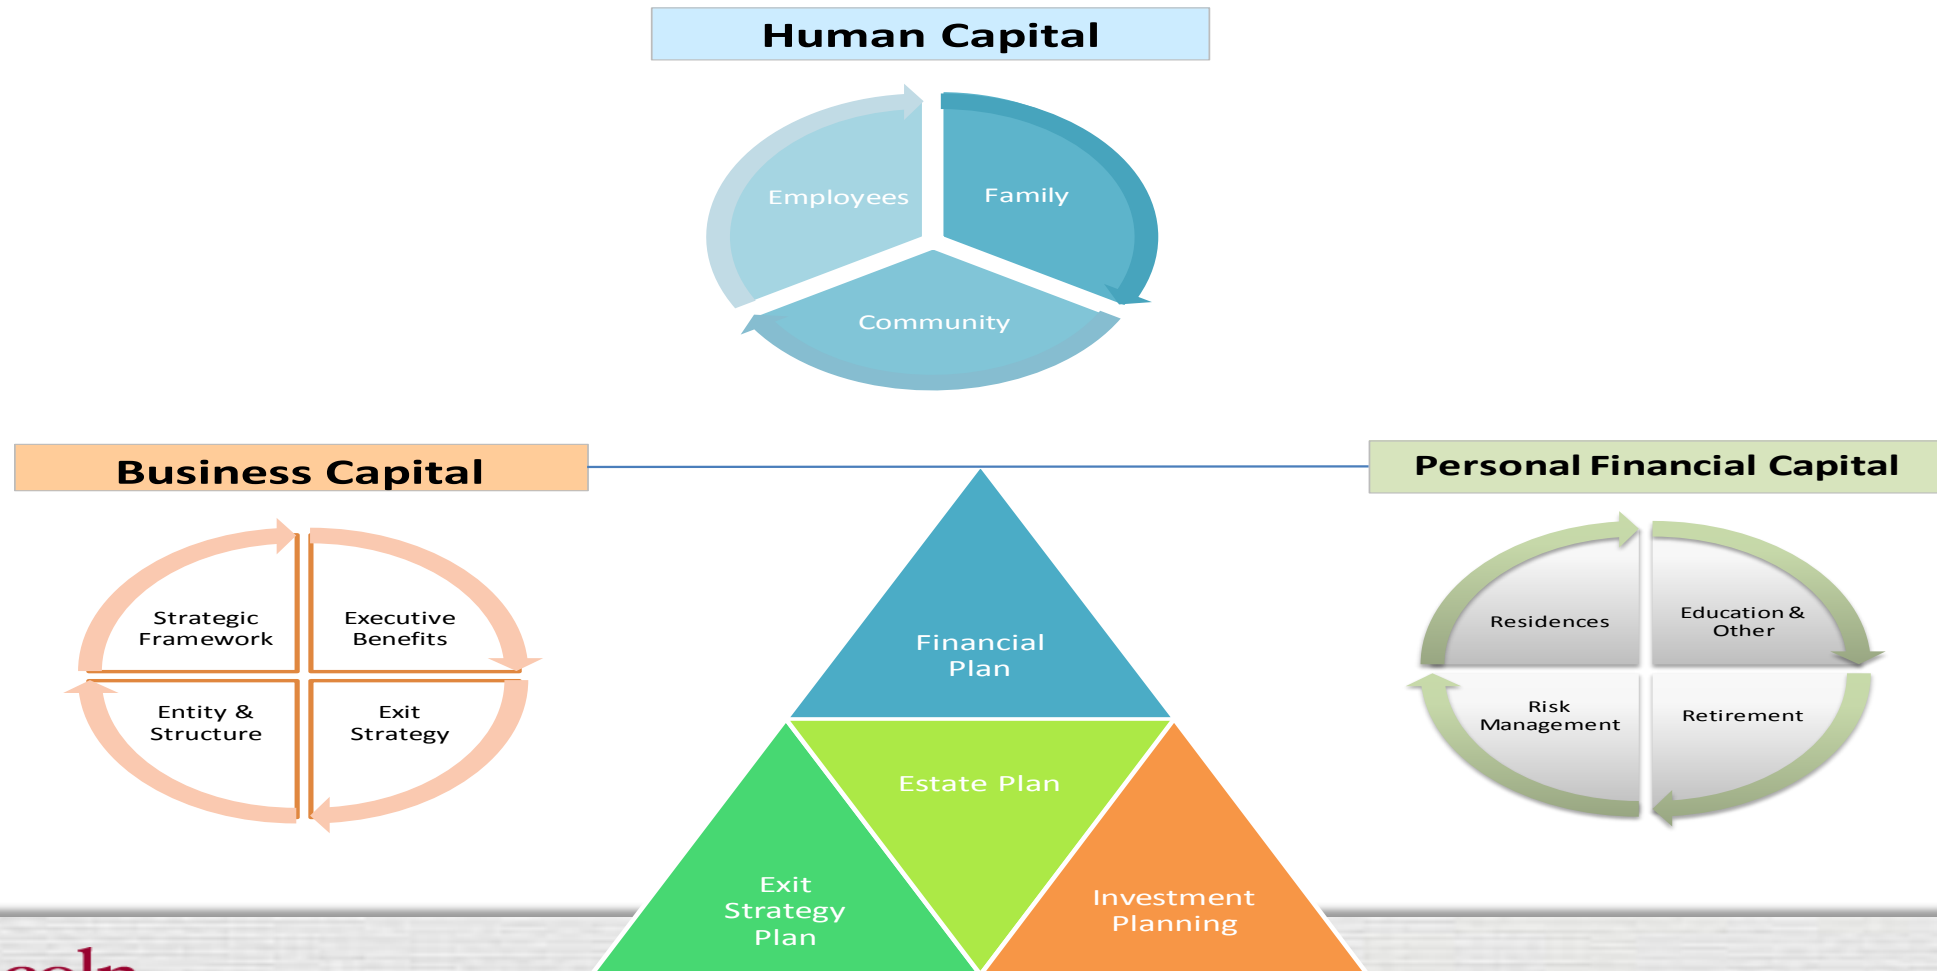 Human Capital
Employees
Family
Community
Business Capital
Personal Financial Capital
Strategic
Framework
Executive
Benefits
Entity &
Structure
Exit
Strategy
Financial
Plan
Estate Plan
Exit
Strategy
Plan
Investment
Planning
Residences
Education &
Other
Risk
Management
Retirement